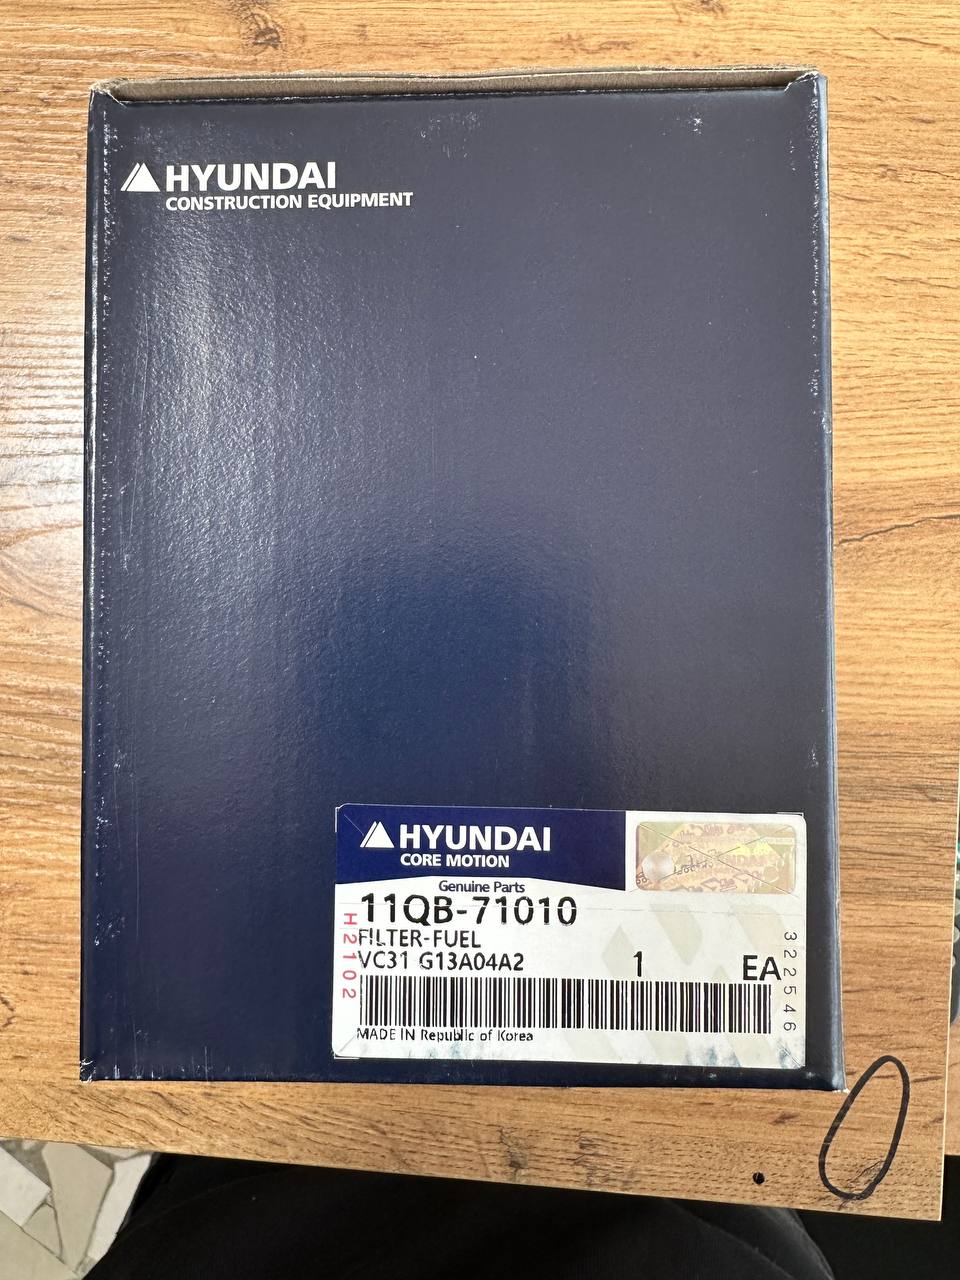 HYUNDAI
CONSTRUCTION EQUIPMENT
HYUNDAI
CORE MOTION
Genuine Parts
11QB-71010
FILTER-FUEL
VC31 G13A04A2 1 EA
MADE IN Republic of Korea
H2102
322546